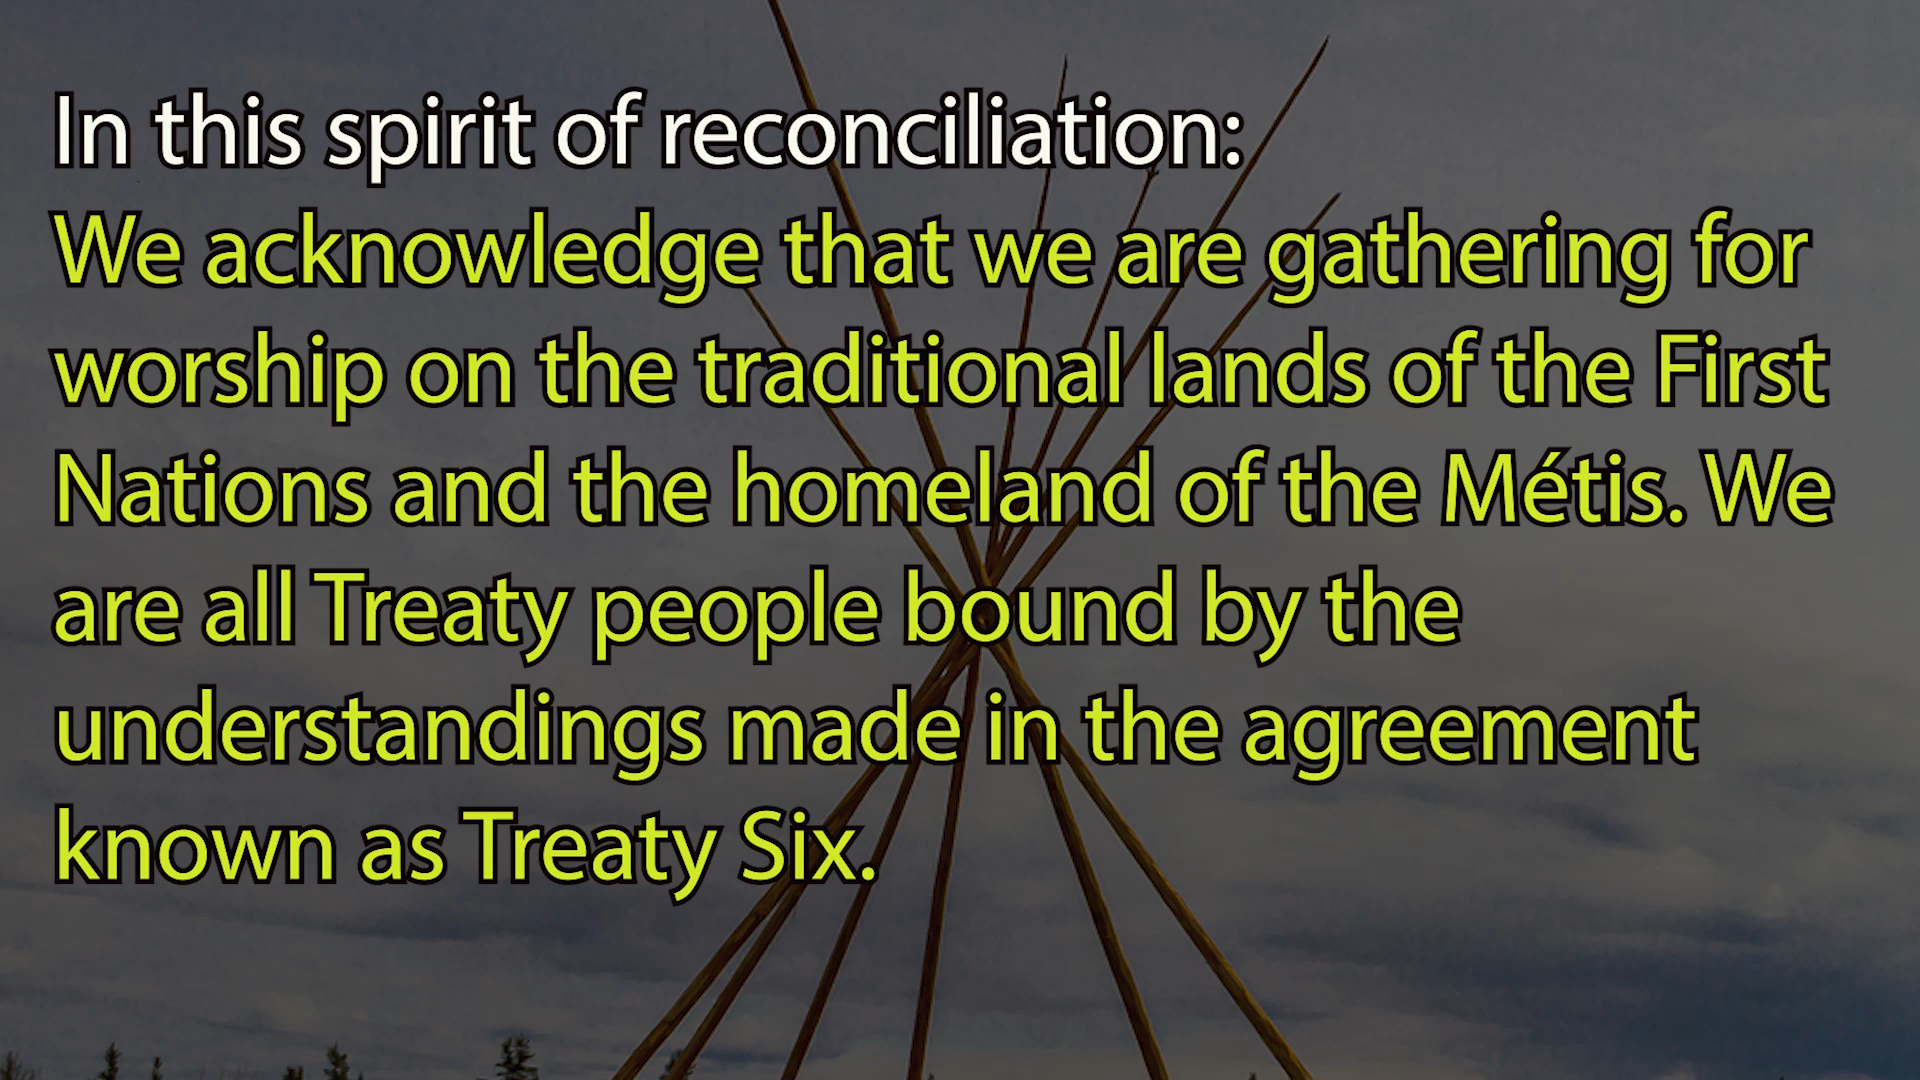 In this spirit of reconciliation:
We acknowledge that we are gathering for
worship on the traditional lands of the First
Nations and the homeland of the Métis. We
are all Treaty people bound by the
understandings made in the agreement
known as Treaty Six.